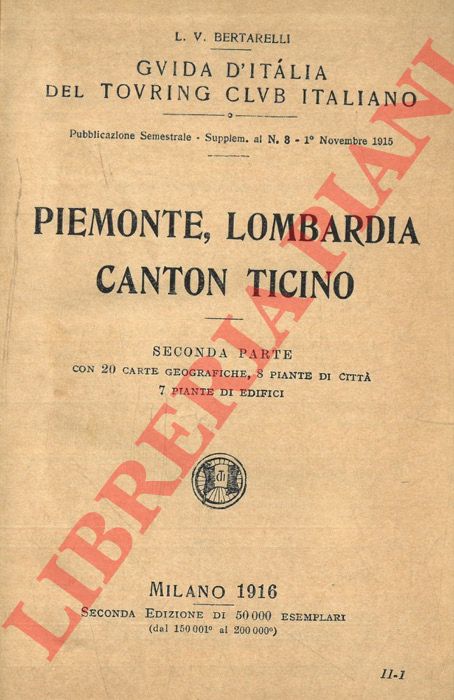 L. V. BERTARELLI
GVIDA D'ITÁLIA
DEL TOVRING CLVB ITALIANO
Pubblicazione Semestrale - Supplem. al N. 8 - 1° Novembre 1915
PIEMONTE, LOMBARDIA
CANTON TICINO
SECONDA PARTE
CON 20 CARTE GEOGRAFICHE, 8 PIANTE DI CITTÀ
7 PIANTE DI EDIFICI
MILANO 1916
SECONDA EDIZIONE DI 50 000 ESEMPLARI
(dal 150 001° al 200 000°)
II-1
LIBRERIA PIANI